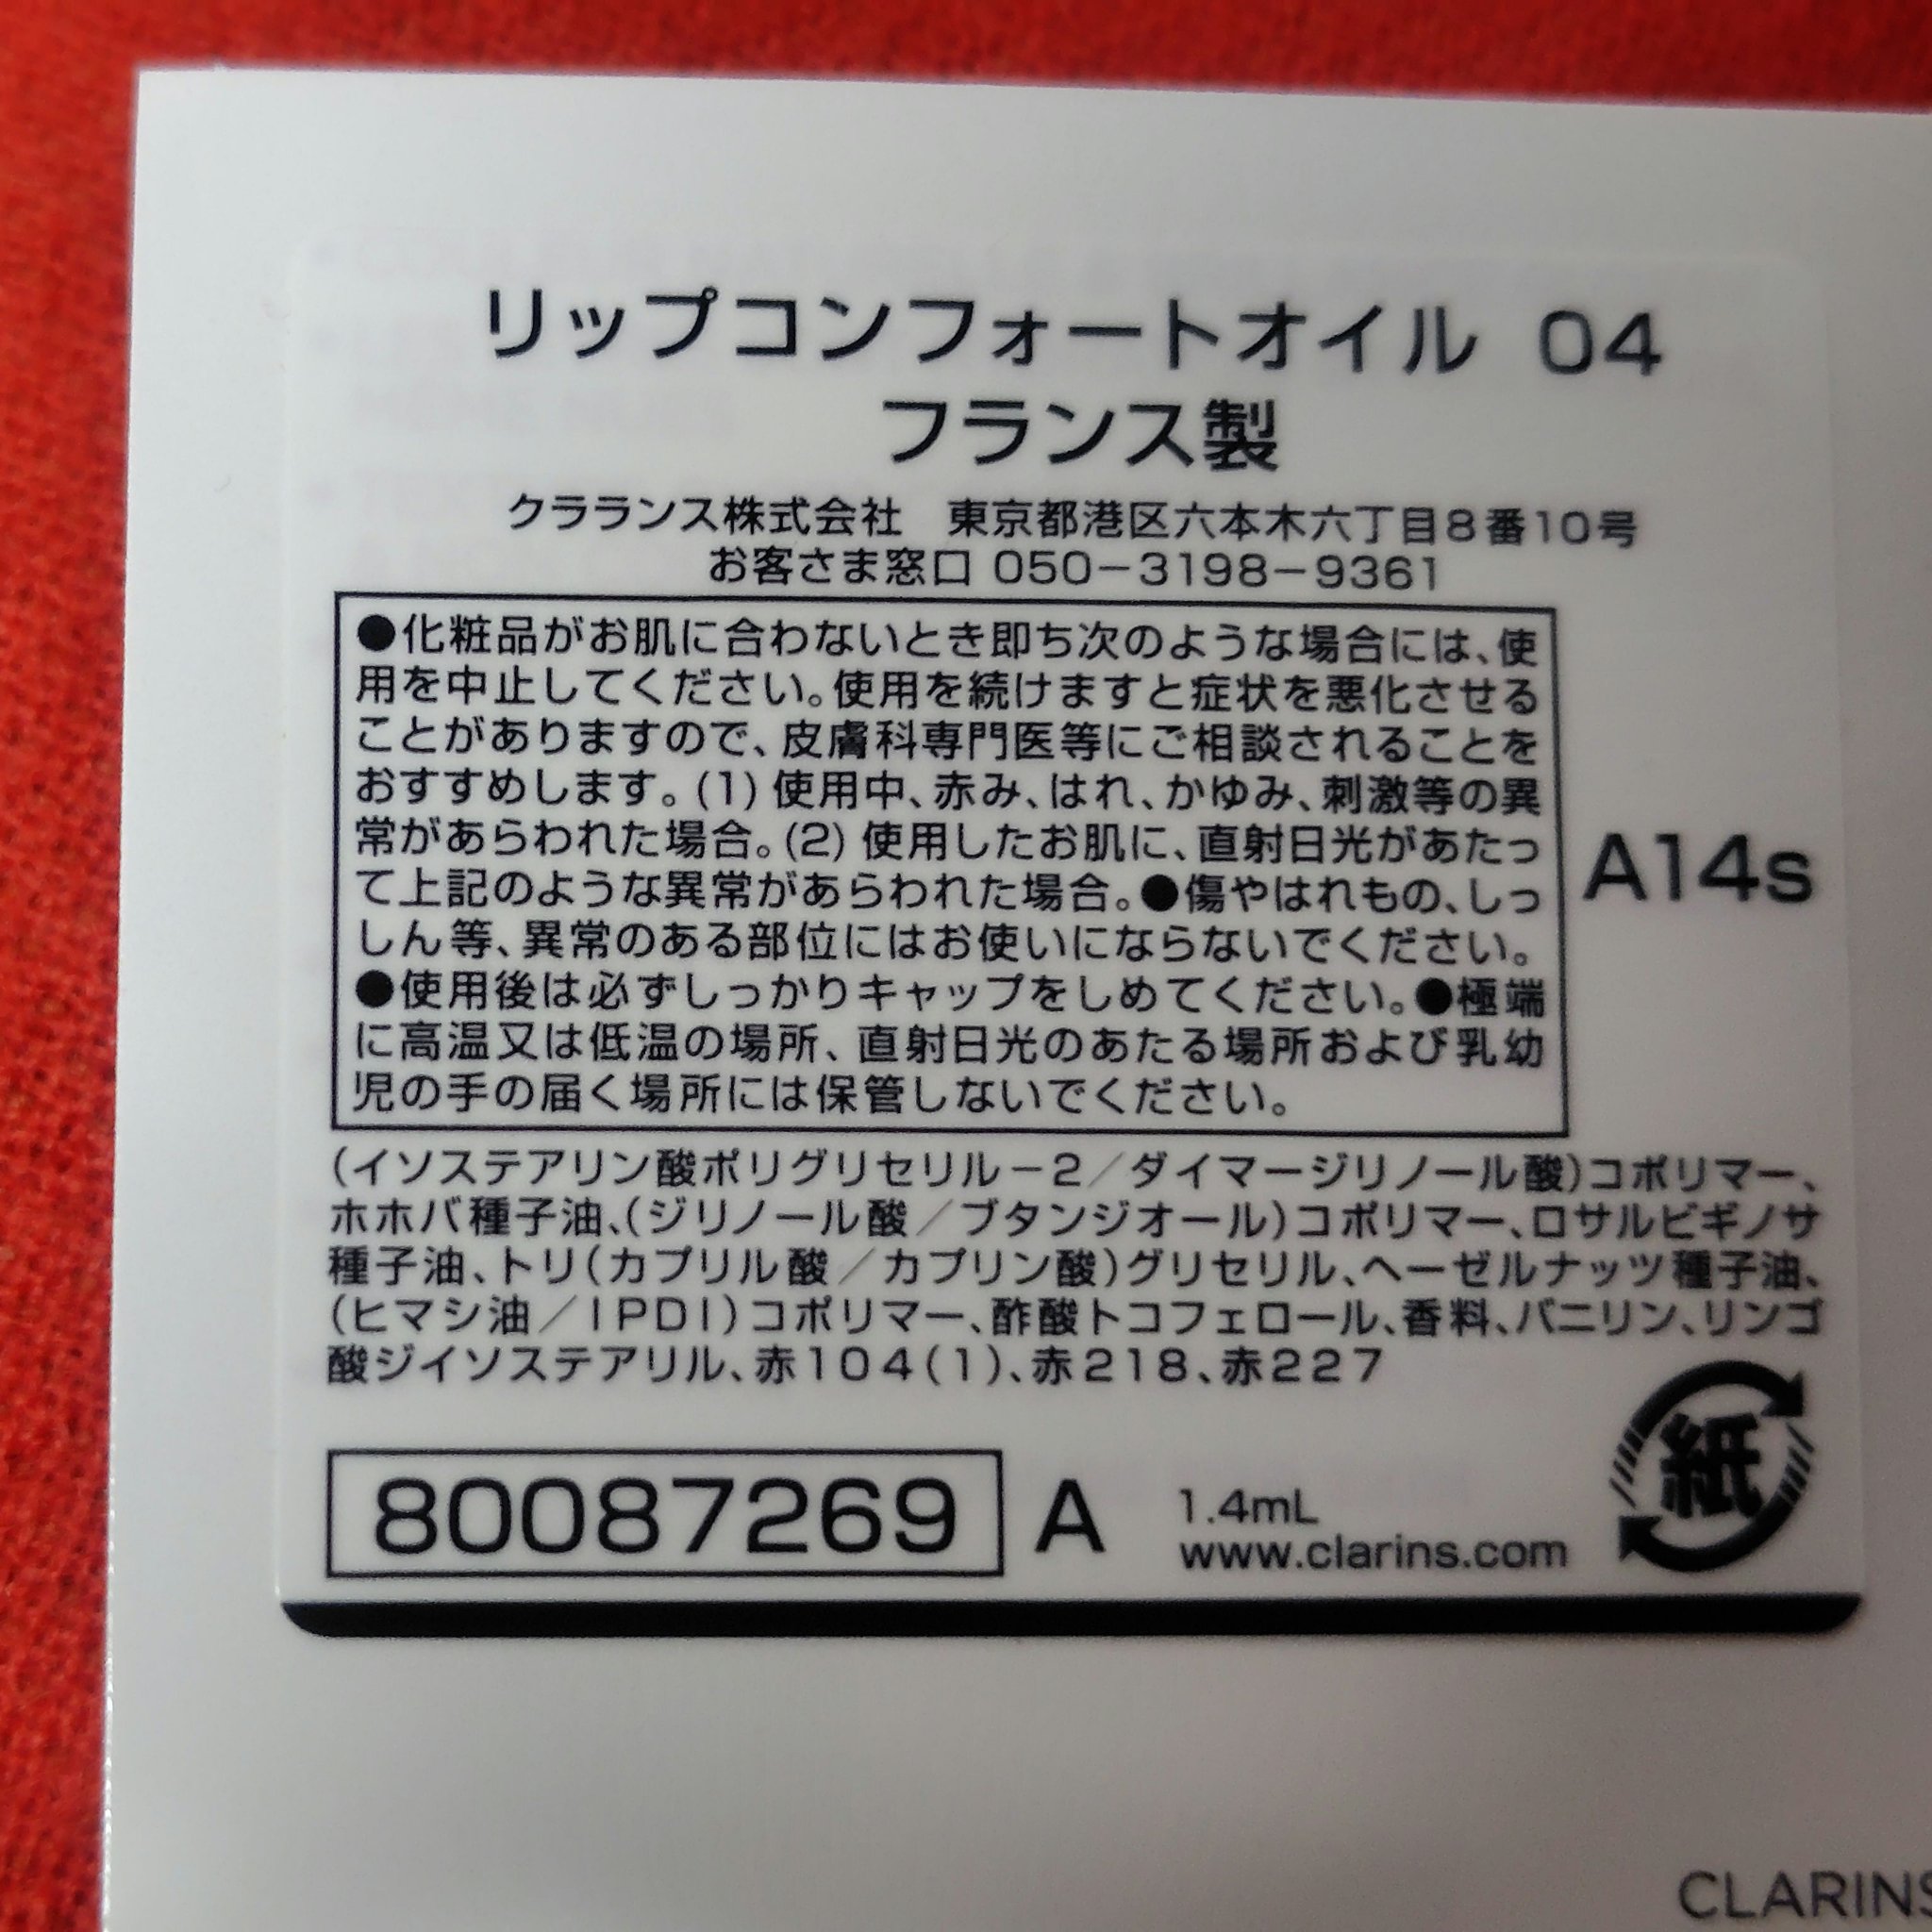 リップコンフォートオイル 04
フランス製
クラランス株式会社　東京都港区六本木六丁目8番10号
お客さま窓口 050−3198−9361
●化粧品がお肌に合わないとき即ち次のような場合には、使
用を中止してください。使用を続けますと症状を悪化させる
ことがありますので、皮膚科専門医等にご相談されることを
おすすめします。(1) 使用中、赤み、はれ、かゆみ、刺激等の異
常があらわれた場合。(2) 使用したお肌に、直射日光があたっ
て上記のような異常があらわれた場合。●傷やはれもの、しっ
しん等、異常のある部位にはお使いにならないでください。
●使用後は必ずしっかりキャップをしめてください。●極端
に高温又は低温の場所、直射日光のあたる場所および乳幼
児の手の届く場所には保管しないでください。
A14s
(イソステアリン酸ポリグリセリル−2／ダイマージリノール酸)コポリマー、
ホホバ種子油、(ジリノール酸／ブタンジオール)コポリマー、ロサルビギノサ
種子油、トリ(カプリル酸／カプリン酸)グリセリル、ヘーゼルナッツ種子油、
(ヒマシ油／IPDI)コポリマー、酢酸トコフェロール、香料、バニリン、リンゴ
酸ジイソステアリル、赤104(1)、赤218、赤227
80087269 A
1.4mL
www.clarins.com
紙
CLARINS